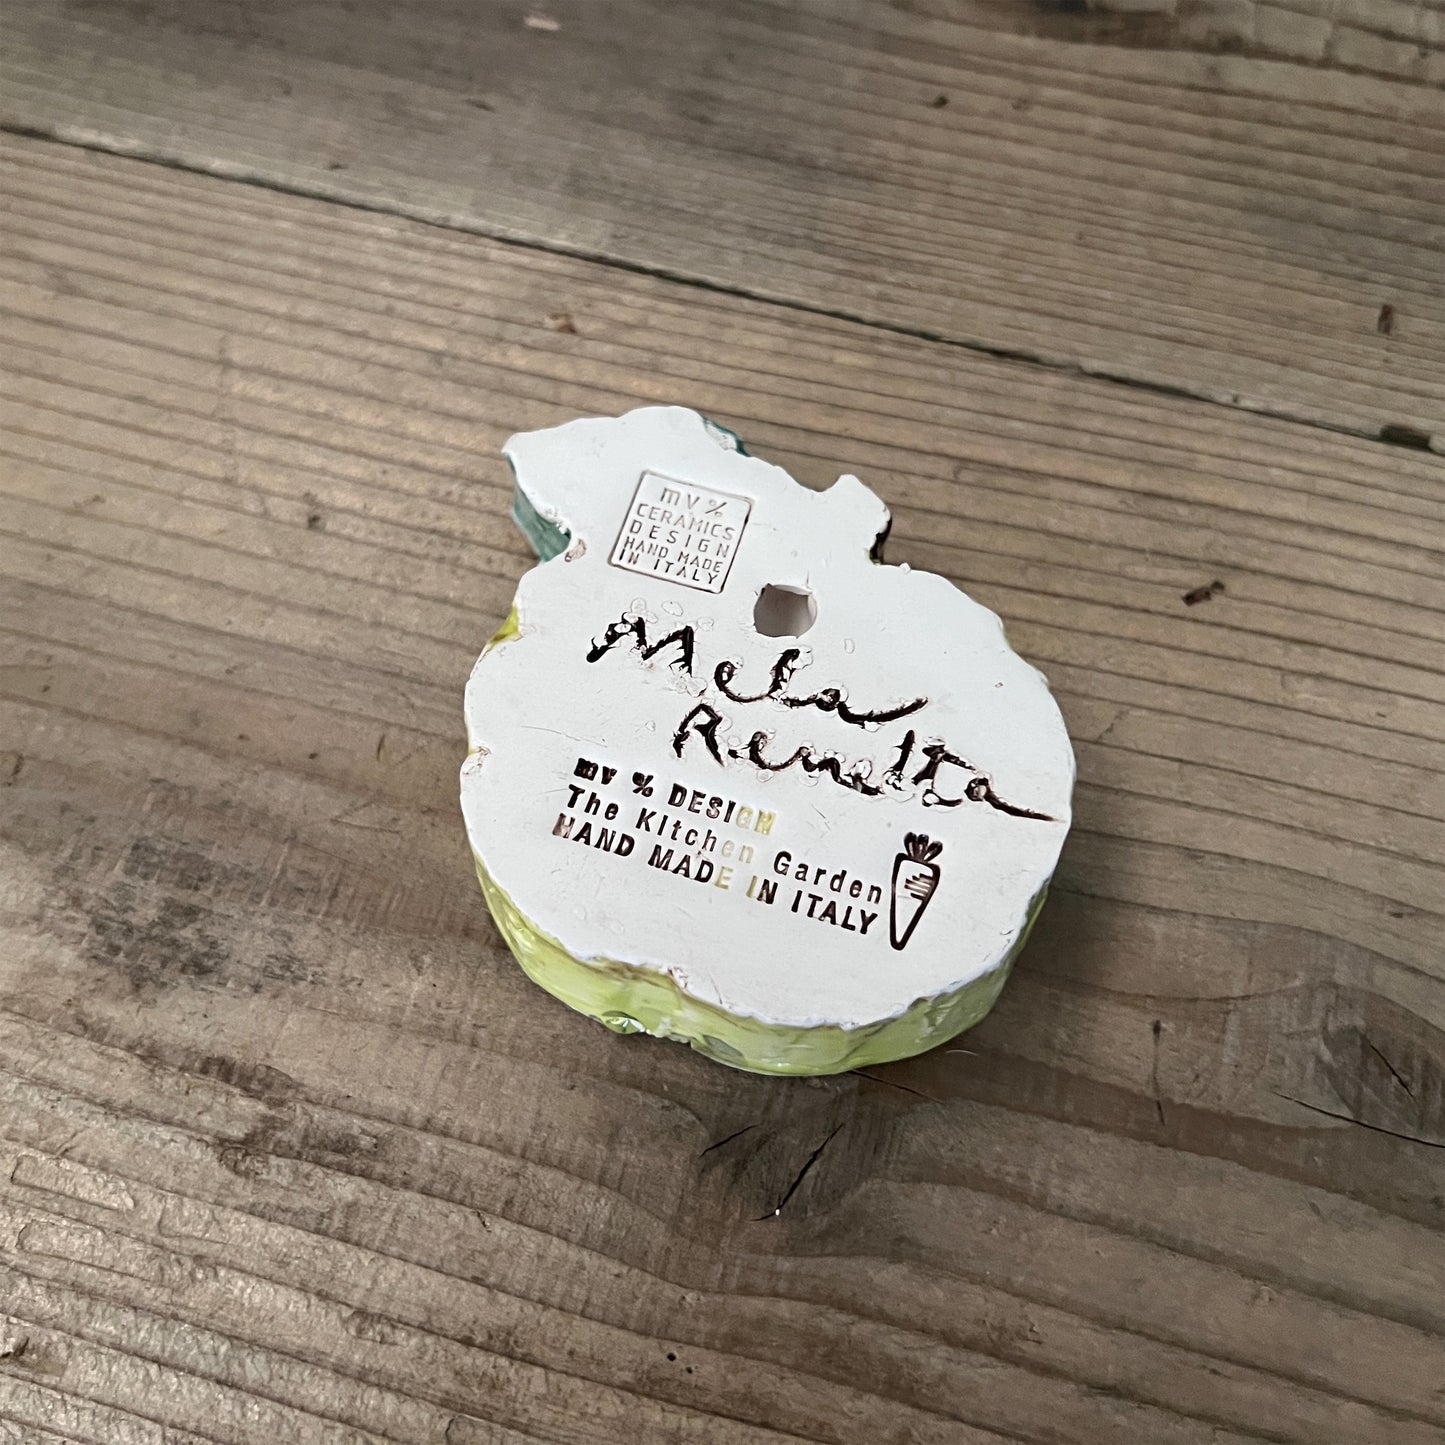 mv %
CERAMICS
DESIGN
HAND MADE
IN ITALY
Mela
Renetta
mv % DESIGN
The Kitchen Garden
HAND MADE IN ITALY